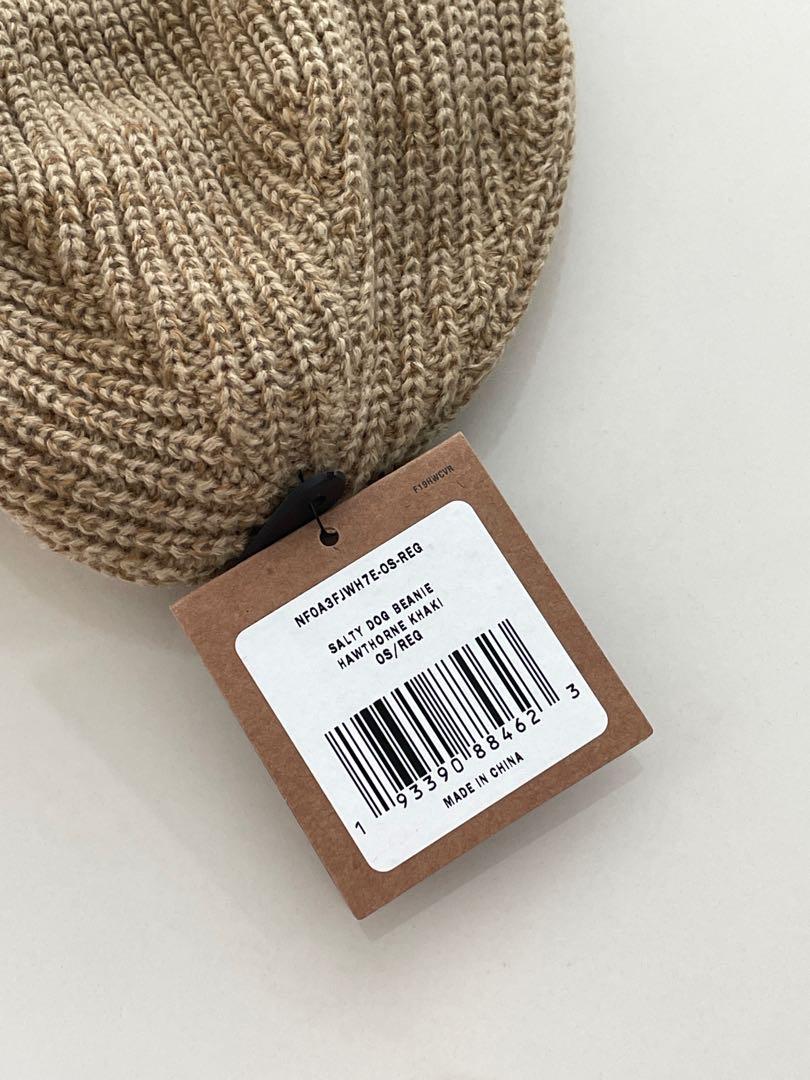 F19HWCVR
NF0A3FJWH7E-OS-REG
SALTY DOG BEANIE
HAWTHORNE KHAKI
OS/REG
1 93390 88462 3
MADE IN CHINA